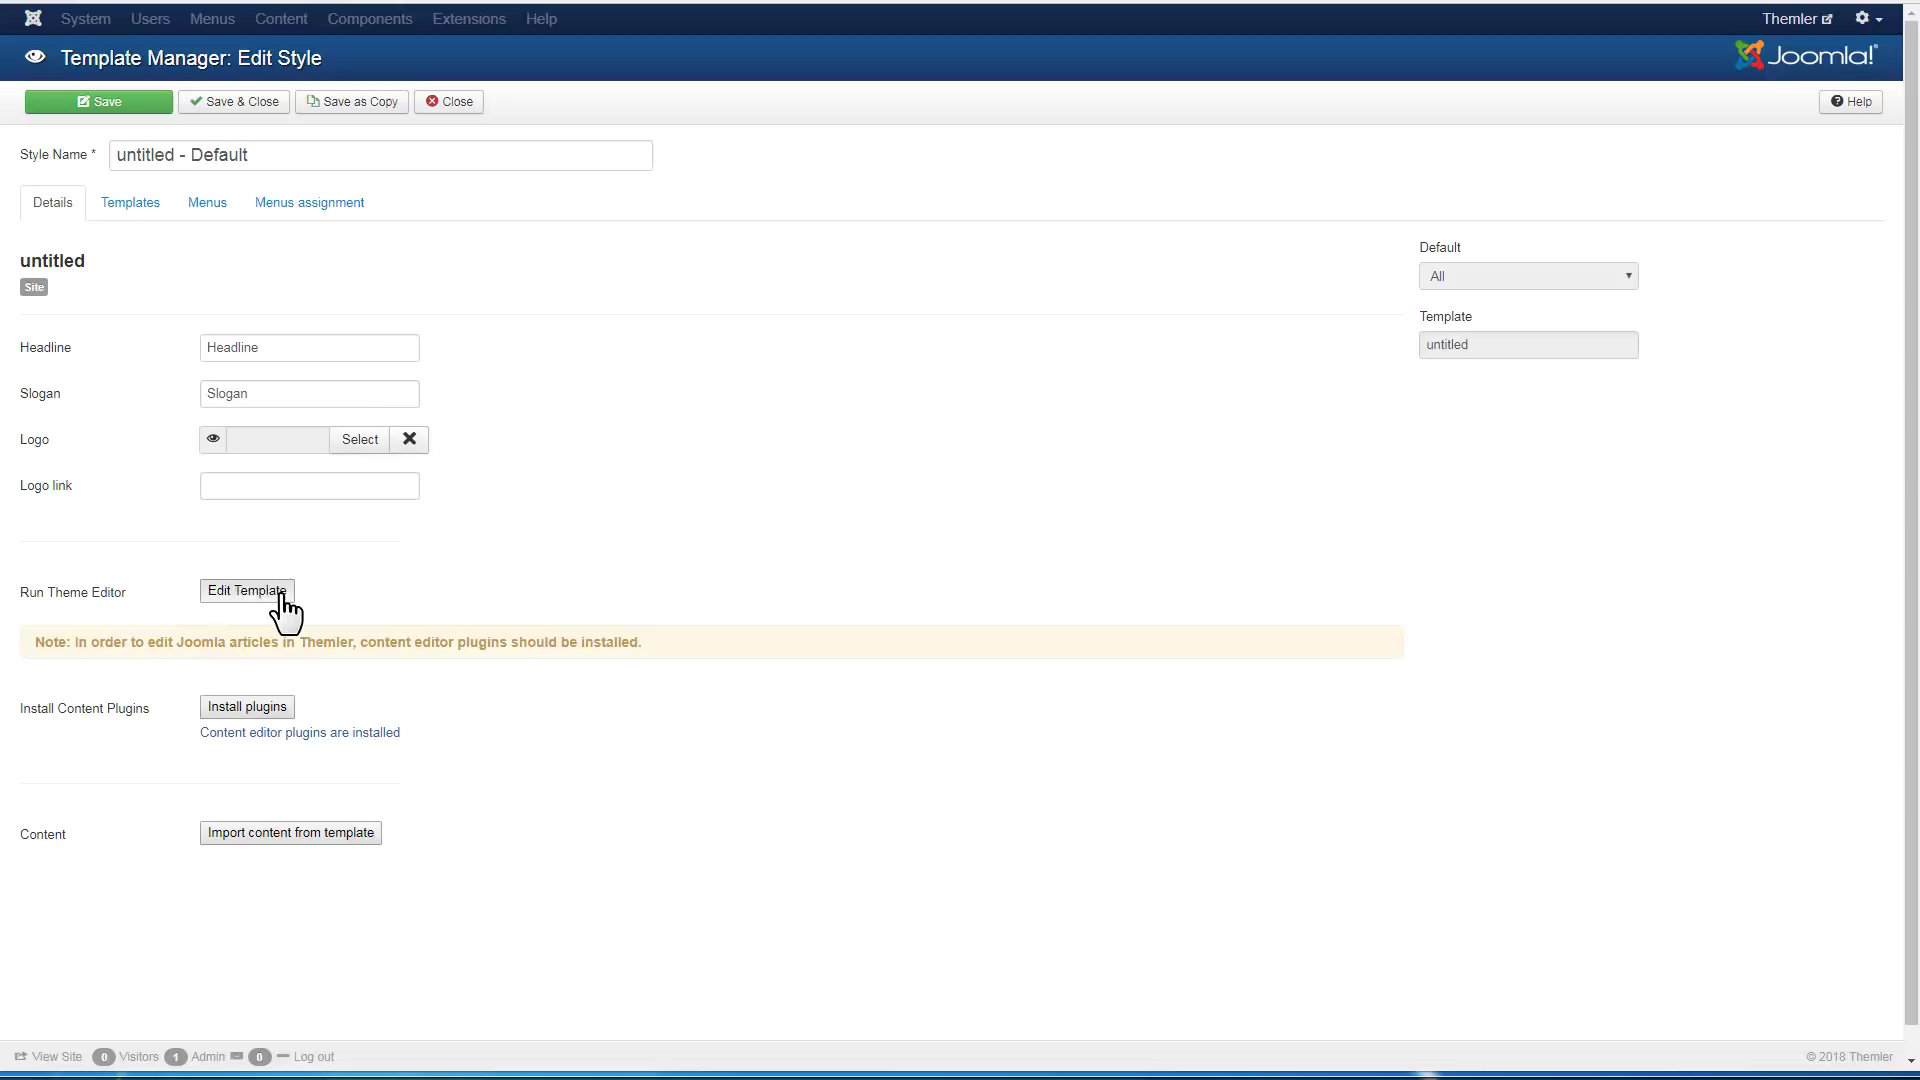 System Users Menus Content Components Extensions Help Themler
Template Manager: Edit Style Joomla!
Save Save & Close Save as Copy Close Help
Style Name * untitled - Default
Details Templates Menus Menus assignment
untitled
Site
Default
All
Template
untitled
Headline Headline
Slogan Slogan
Logo Select
Logo link
Run Theme Editor Edit Template
Note: In order to edit Joomla articles in Themler, content editor plugins should be installed.
Install Content Plugins Install plugins
Content editor plugins are installed
Content Import content from template
View Site 0 Visitors 1 Admin 0 Log out © 2018 Themler